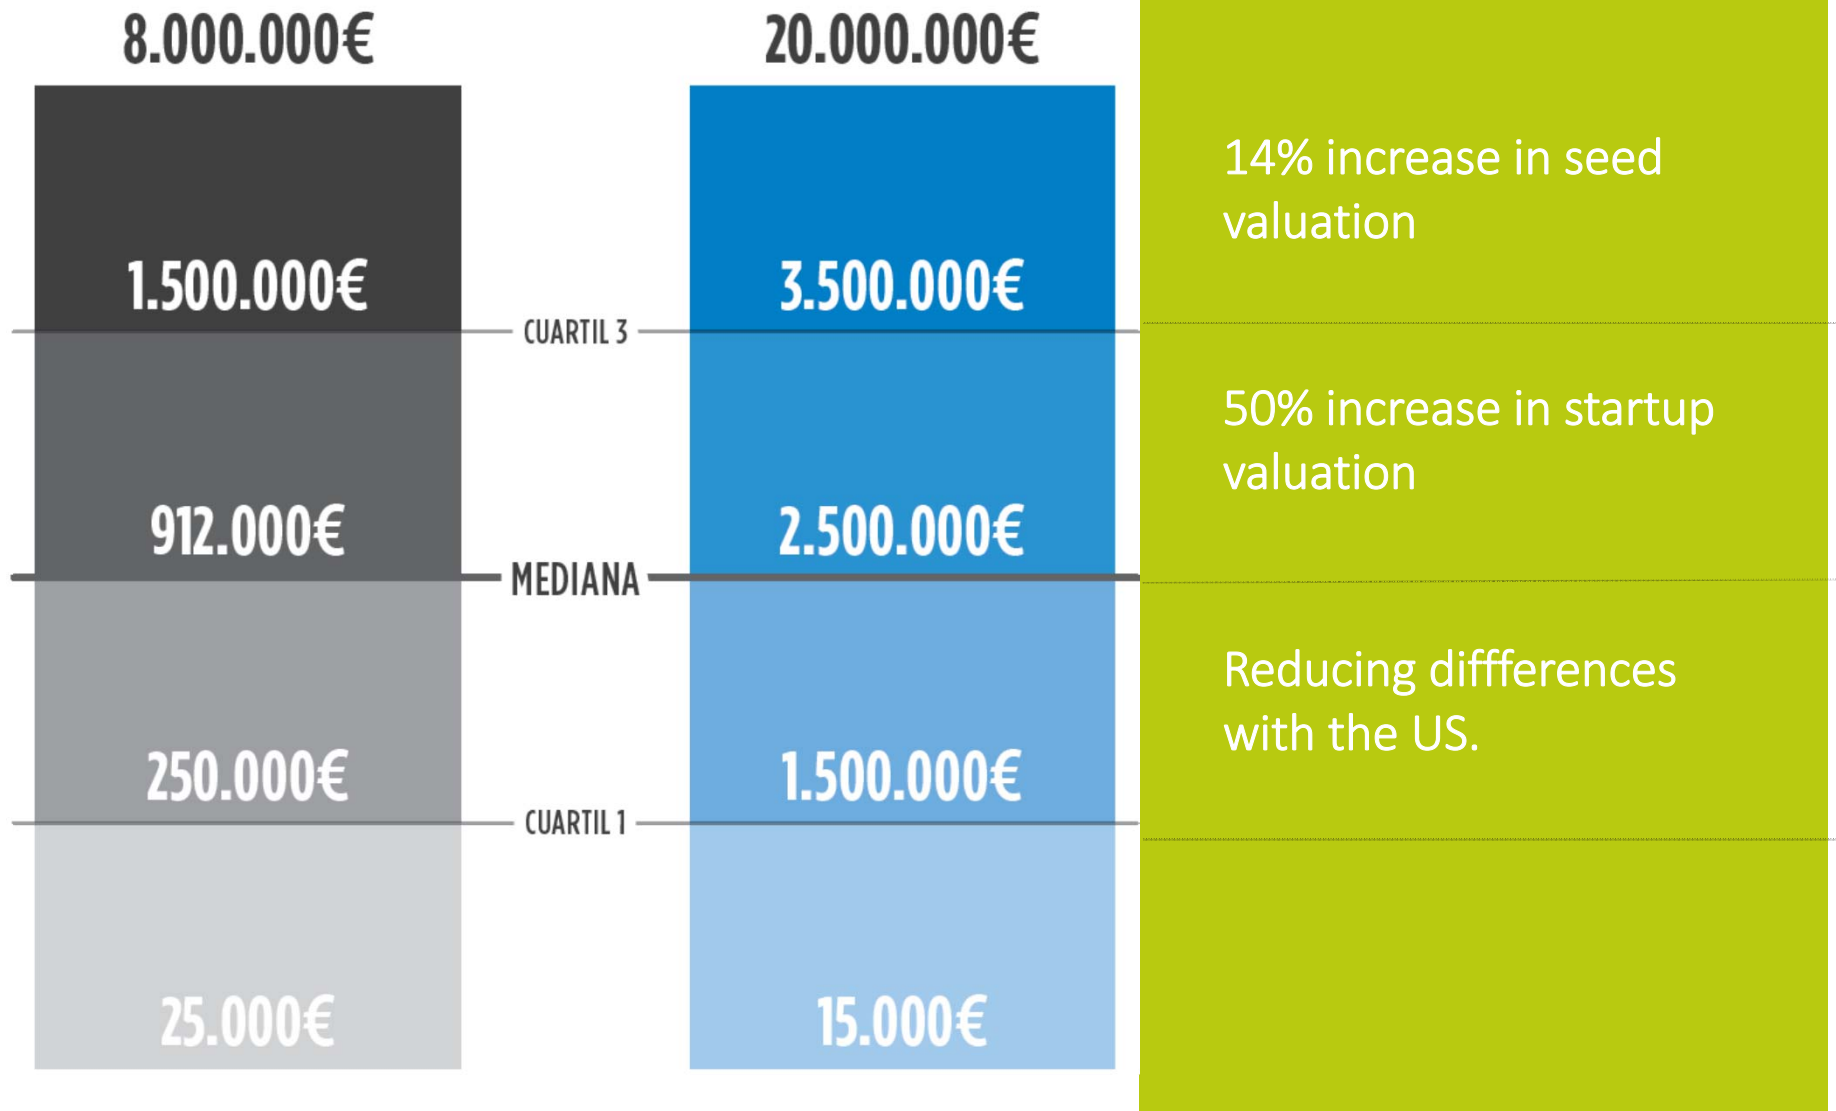 8.000.000€
20.000.000€
1.500.000€
3.500.000€
CUARTIL 3
912.000€
2.500.000€
MEDIANA
250.000€
1.500.000€
CUARTIL 1
25.000€
15.000€
14% increase in seed
valuation
50% increase in startup
valuation
Reducing diffferences
with the US.